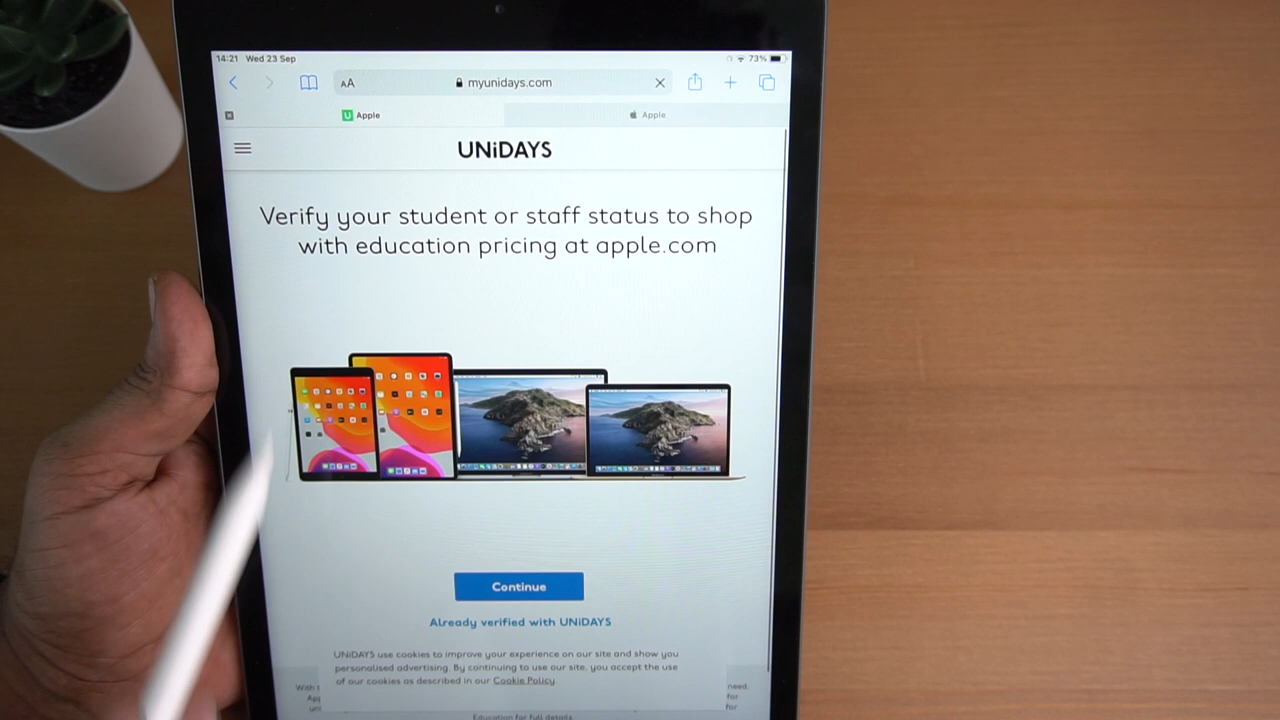 14:21 Wed 23 Sep 73%
AA myunidays.com
U Apple Apple
UNiDAYS
Verify your student or staff status to shop
with education pricing at apple.com
Continue
Already verified with UNiDAYS
UNiDAYS use cookies to improve your experience on our site and show you
personalised advertising. By continuing to use our site, you accept the use
of our cookies as described in our Cookie Policy.
need.
for
for
Education for full details.